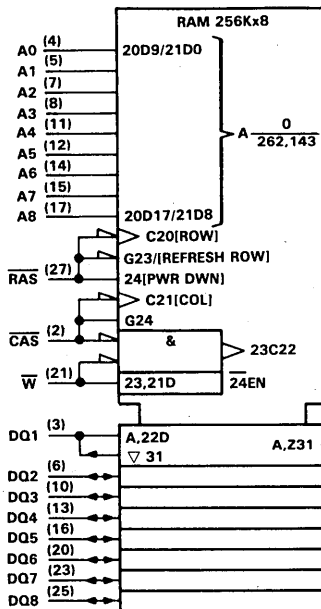 RAM 256Kx8
A0 (4) 20D9/21D0
A1 (5)
A2 (7)
A3 (8)
A4 (11)
A 0/262,143
A5 (12)
A6 (14)
A7 (15)
A8 (17) 20D17/21D8
C20[ROW]
G23/[REFRESH ROW]
RAS (27) 24[PWR DWN]
C21[COL]
G24
CAS (2) &
23C22
W (21) 23,21D 24EN
DQ1 (3) A,22D A,Z31
▽ 31
DQ2 (6)
DQ3 (10)
DQ4 (13)
DQ5 (16)
DQ6 (20)
DQ7 (23)
DQ8 (25)